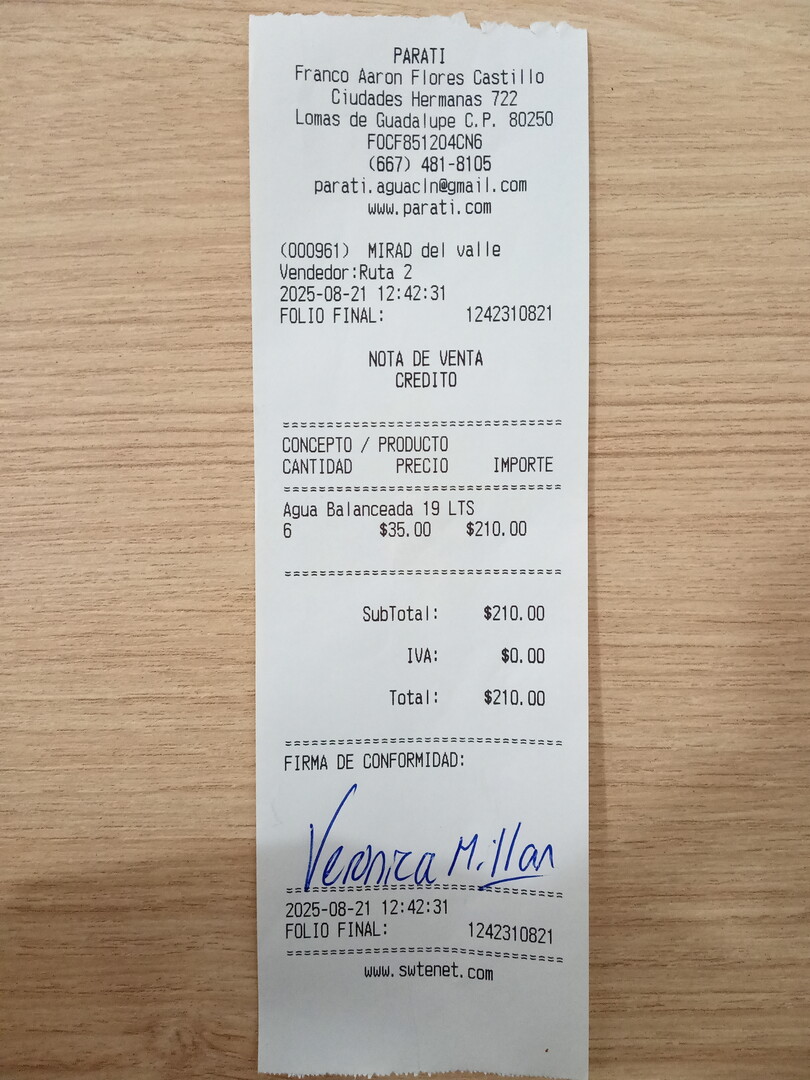 PARATI
Franco Aaron Flores Castillo
Ciudades Hermanas 722
Lomas de Guadalupe C.P. 80250
FOCF851204CN6
(667) 481-8105
parati.aguacln@gmail.com
www.parati.com
(000961) MIRAD del valle
Vendedor:Ruta 2
2025-08-21 12:42:31
FOLIO FINAL: 1242310821
NOTA DE VENTA
CREDITO
CONCEPTO / PRODUCTO
CANTIDAD PRECIO IMPORTE
Agua Balanceada 19 LTS
6 $35.00 $210.00
SubTotal: $210.00
IVA: $0.00
Total: $210.00
FIRMA DE CONFORMIDAD:
Veronica Millan
2025-08-21 12:42:31
FOLIO FINAL: 1242310821
www.swtenet.com